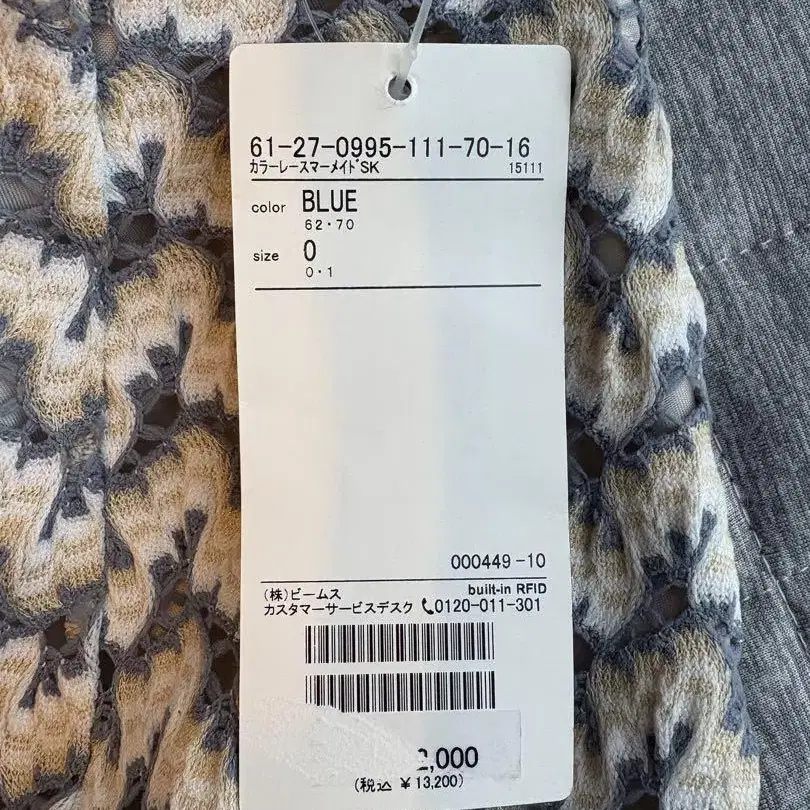 61-27-0995-111-70-16
カラーレースマーメイドSK 15111
color BLUE
62・70
size 0
0・1
000449-10
(株)ビームス built-in RFID
カスタマーサービスデスク 0120-011-301
,000
(税込 ¥13,200)